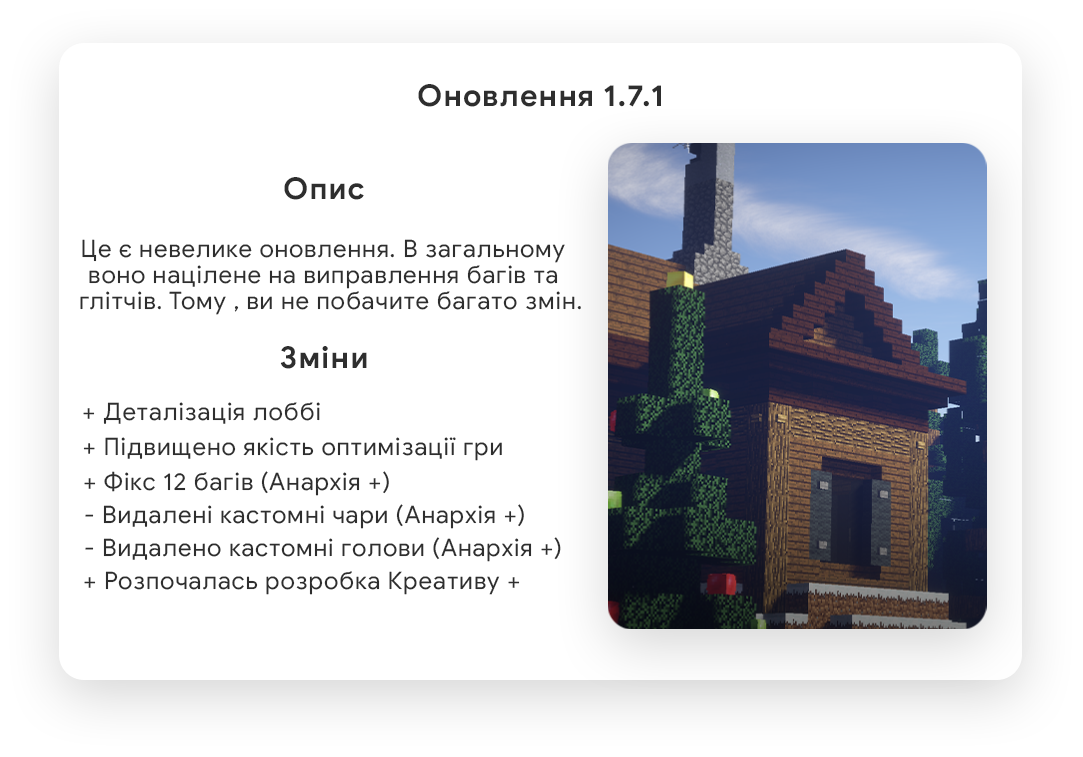 Оновлення 1.7.1
Опис
Це є невелике оновлення. В загальному
воно націлене на виправлення багів та
глітчів. Тому , ви не побачите багато змін.
Зміни
+ Деталізація лоббі
+ Підвищено якість оптимізації гри
+ Фікс 12 багів (Анархія +)
- Видалені кастомні чари (Анархія +)
- Видалено кастомні голови (Анархія +)
+ Розпочалась розробка Креативу +